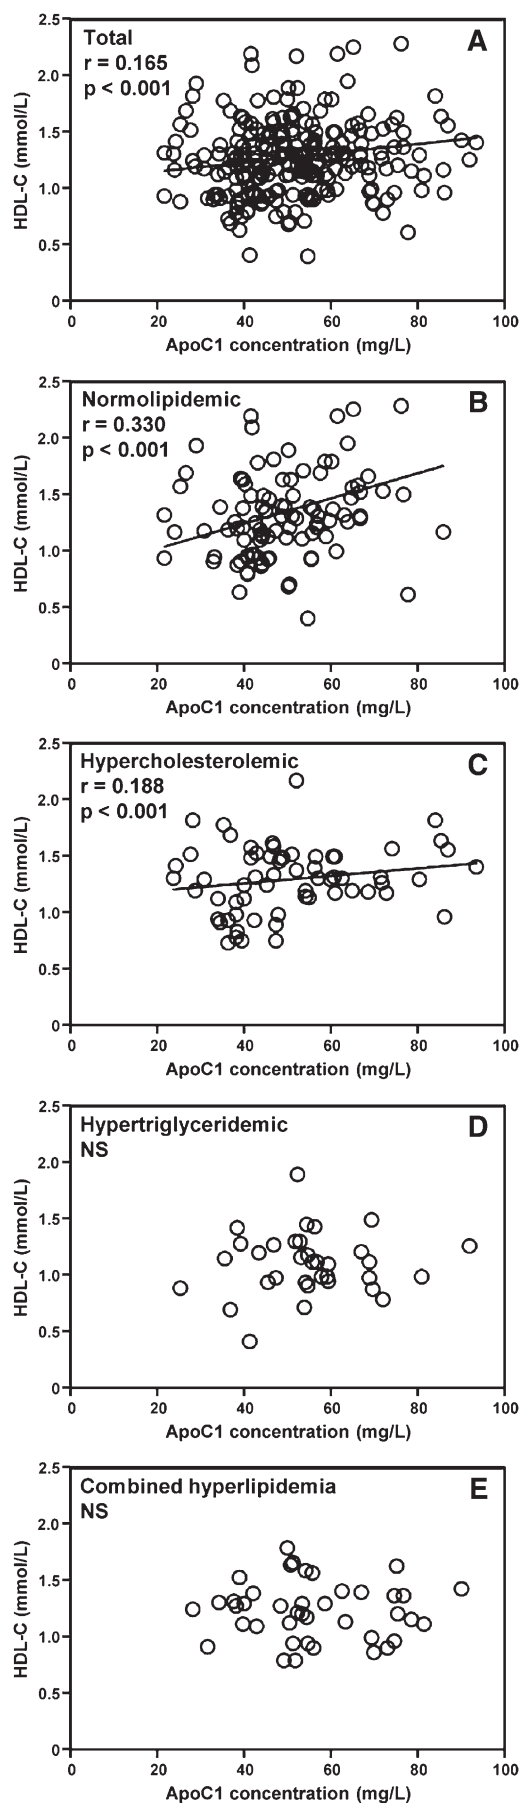 Total
A
r = 0.165
p < 0.001
2.5
2.0
1.5
1.0
0.5
0
HDL-C (mmol/L)
0 20 40 60 80 100
ApoC1 concentration (mg/L)
Normolipidemic
B
r = 0.330
p < 0.001
2.5
2.0
1.5
1.0
0.5
0
HDL-C (mmol/L)
0 20 40 60 80 100
ApoC1 concentration (mg/L)
Hypercholesterolemic
C
r = 0.188
p < 0.001
2.5
2.0
1.5
1.0
0.5
0
HDL-C (mmol/L)
0 20 40 60 80 100
ApoC1 concentration (mg/L)
Hypertriglyceridemic
D
NS
2.5
2.0
1.5
1.0
0.5
0
HDL-C (mmol/L)
0 20 40 60 80 100
ApoC1 concentration (mg/L)
Combined hyperlipidemia
E
NS
2.5
2.0
1.5
1.0
0.5
0
HDL-C (mmol/L)
0 20 40 60 80 100
ApoC1 concentration (mg/L)